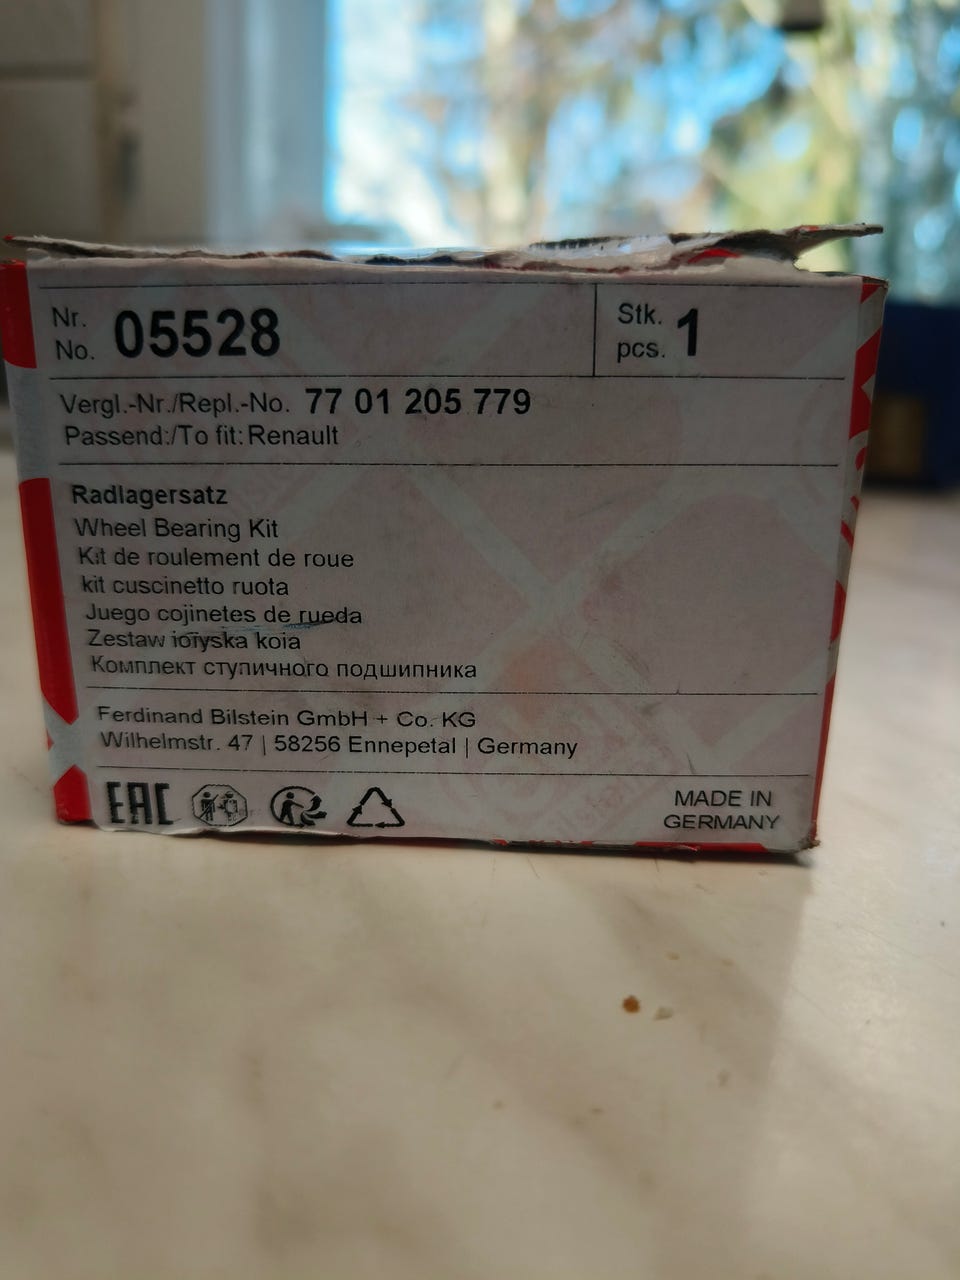 Nr.
No. 05528
Stk.
pcs. 1
Vergl.-Nr./Repl.-No. 77 01 205 779
Passend:/To fit: Renault
Radlagersatz
Wheel Bearing Kit
Kit de roulement de roue
kit cuscinetto ruota
Juego cojinetes de rueda
Zestaw koła
Комплект ступичного подшипника
Ferdinand Bilstein GmbH + Co. KG
Wilhelmstr. 47 | 58256 Ennepetal | Germany
EAC
MADE IN
GERMANY